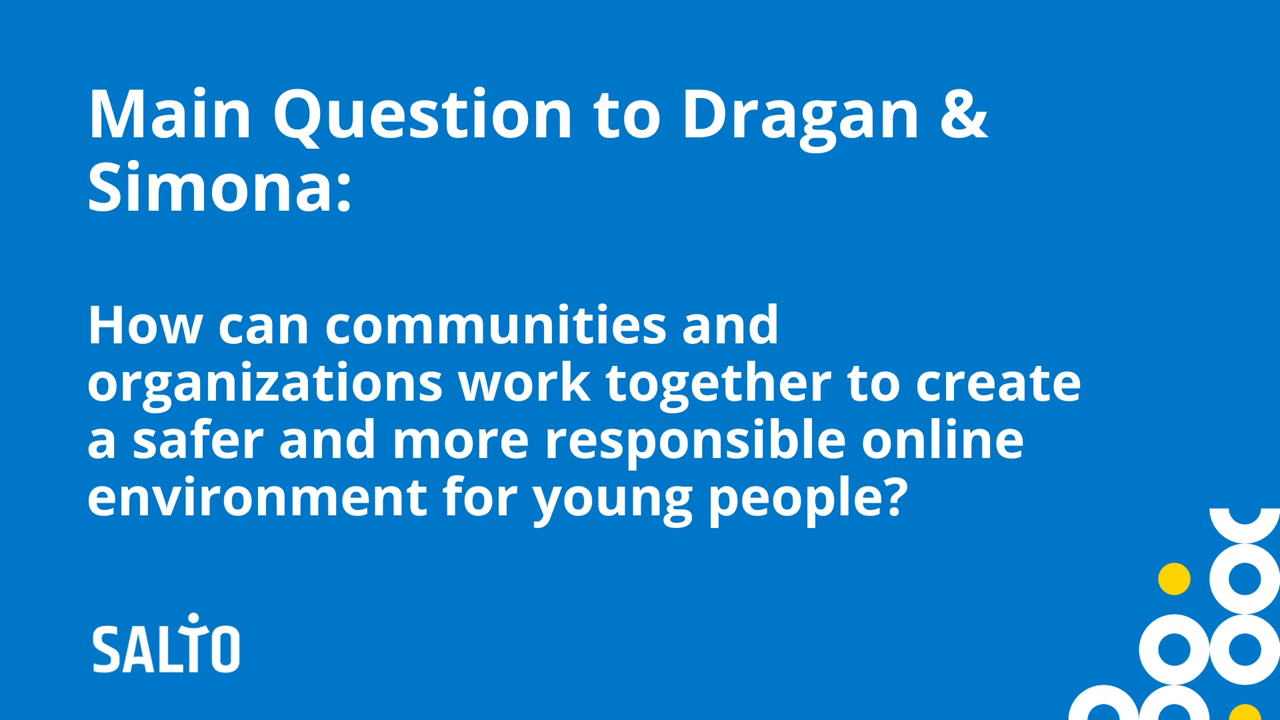 Main Question to Dragan &
Simona:
How can communities and
organizations work together to create
a safer and more responsible online
environment for young people?
SALTO